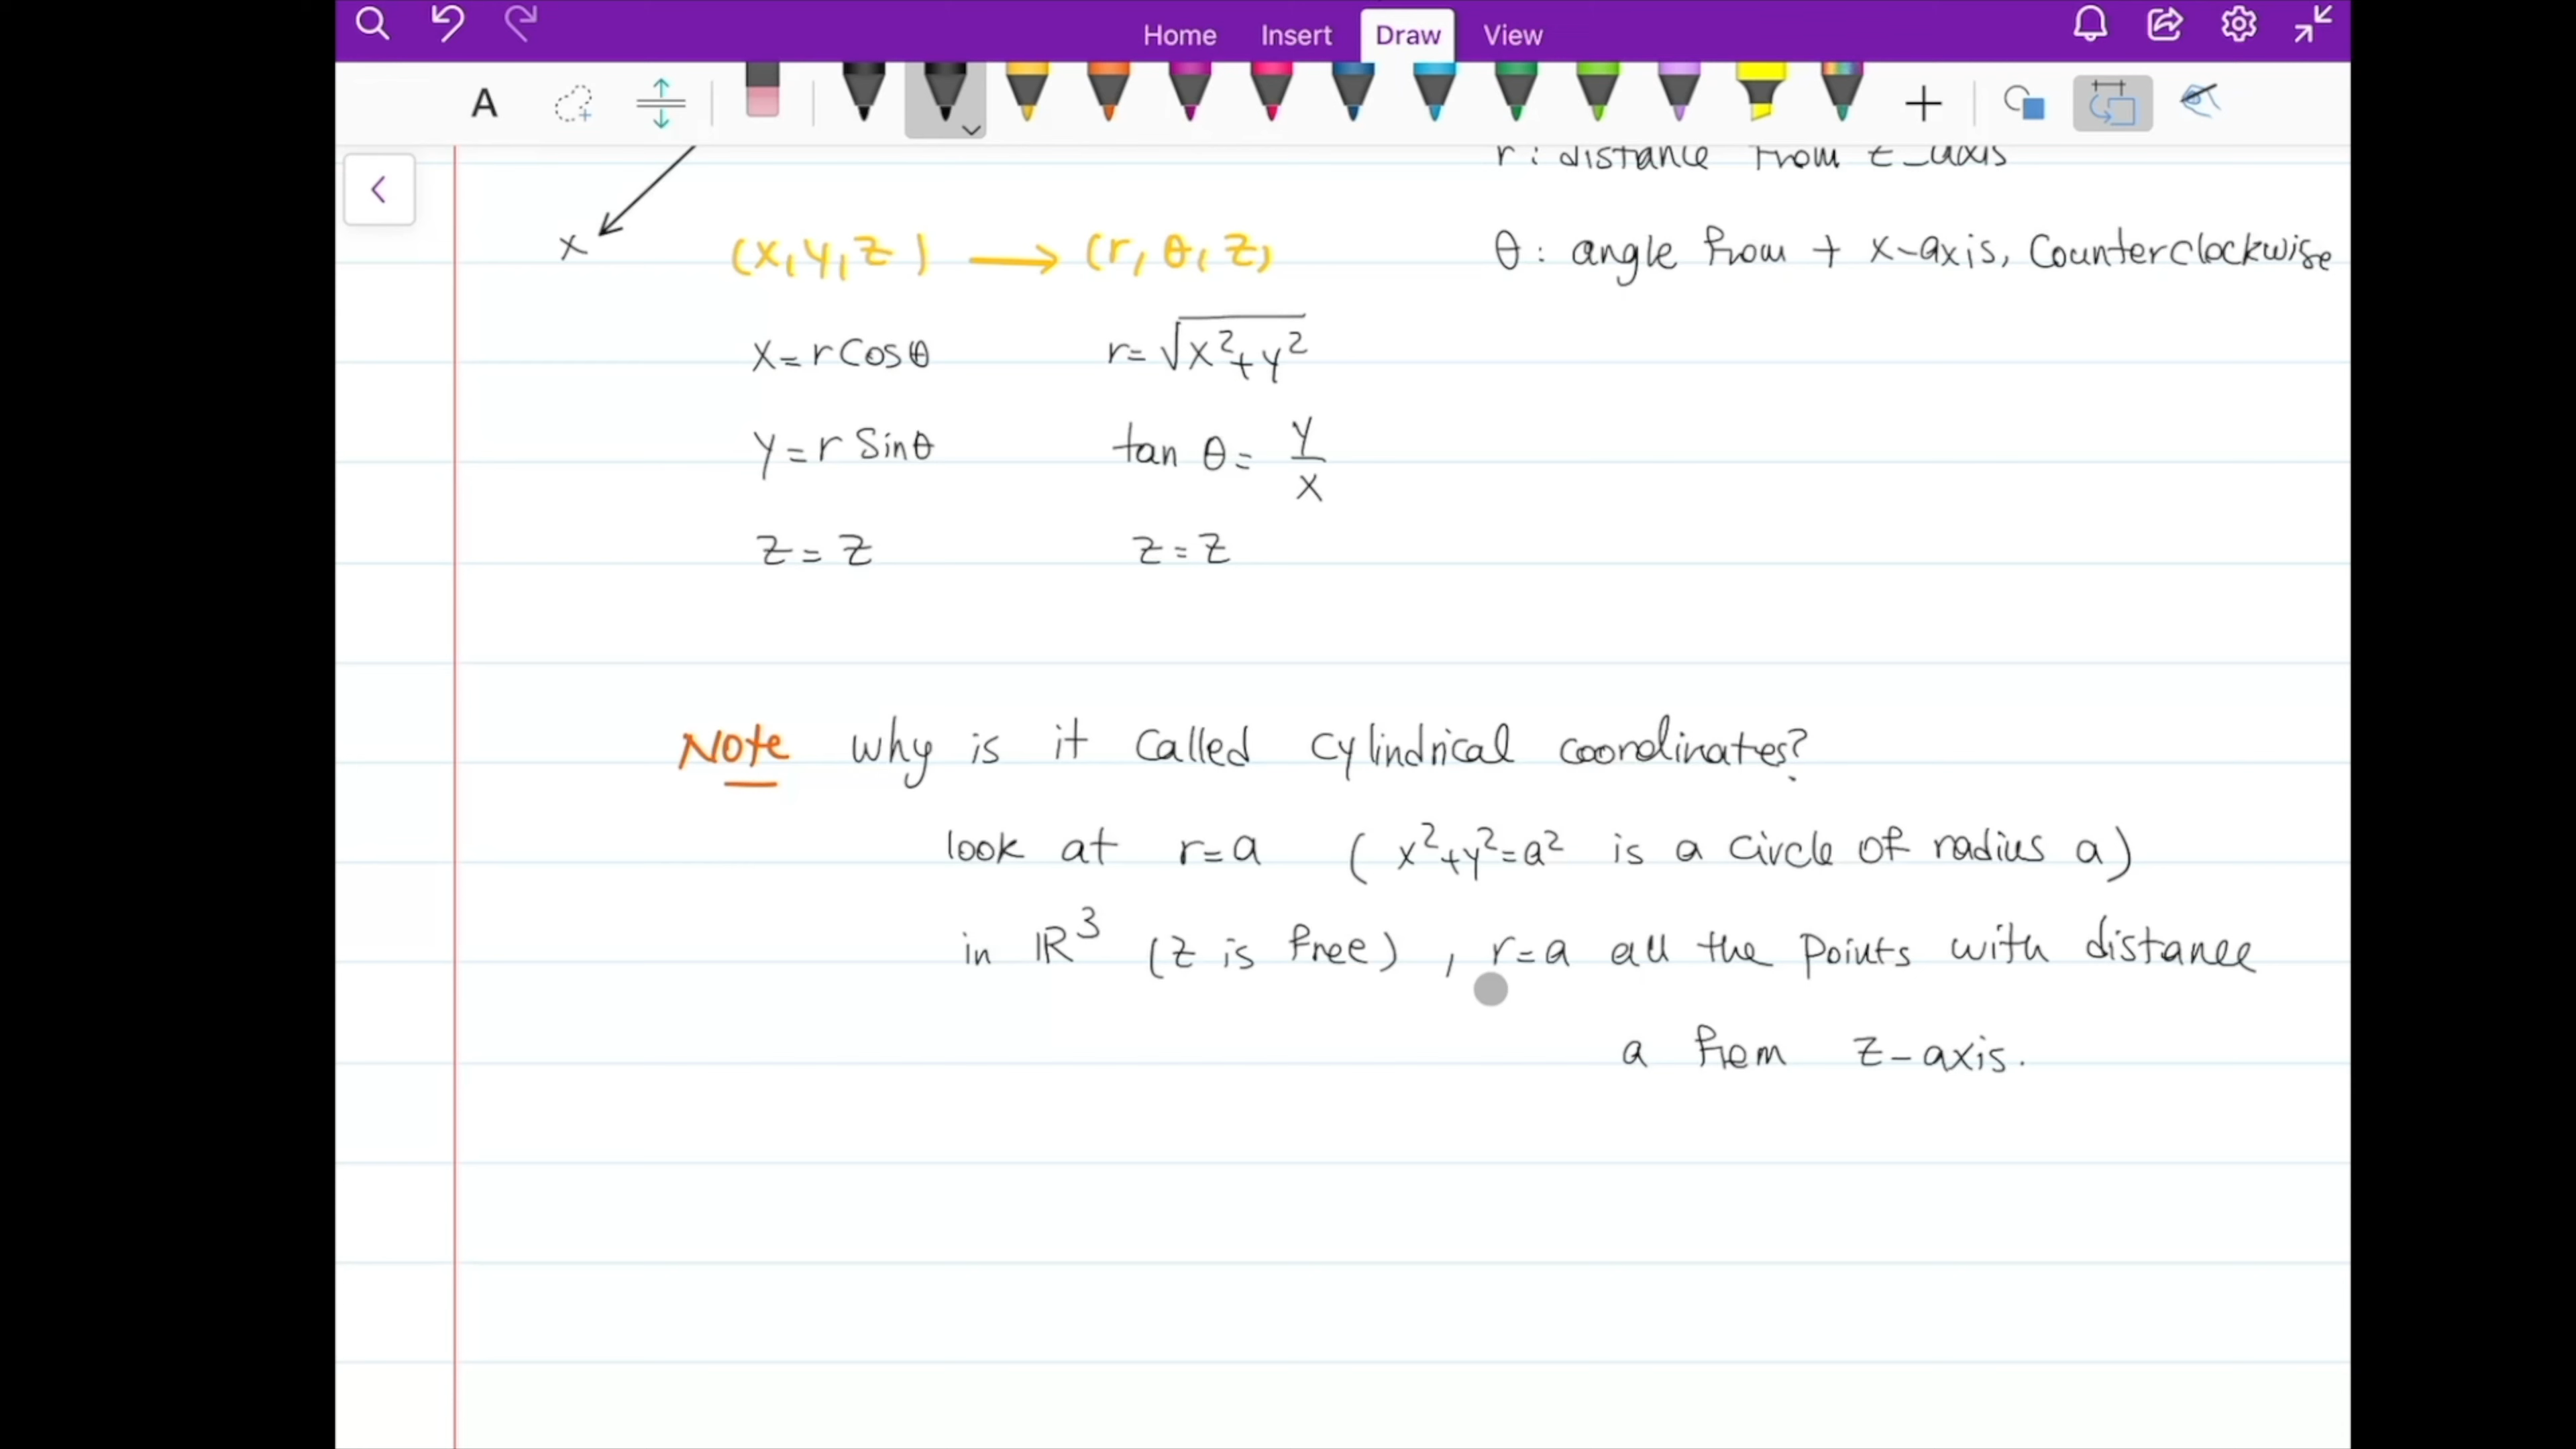 Home Insert Draw View
A
r : distance from z-axis
x
(x, y, z) → (r, θ, z)
θ : angle from + x-axis, Counterclockwise
x = r Cosθ r = √x²+y²
y = r Sinθ tan θ = y/x
z = z z = z
Note why is it called cylindrical coordinates?
look at r=a ( x²+y²=a² is a circle of radius a)
in ℝ³ (z is free) , r=a all the points with distance
a from z-axis.